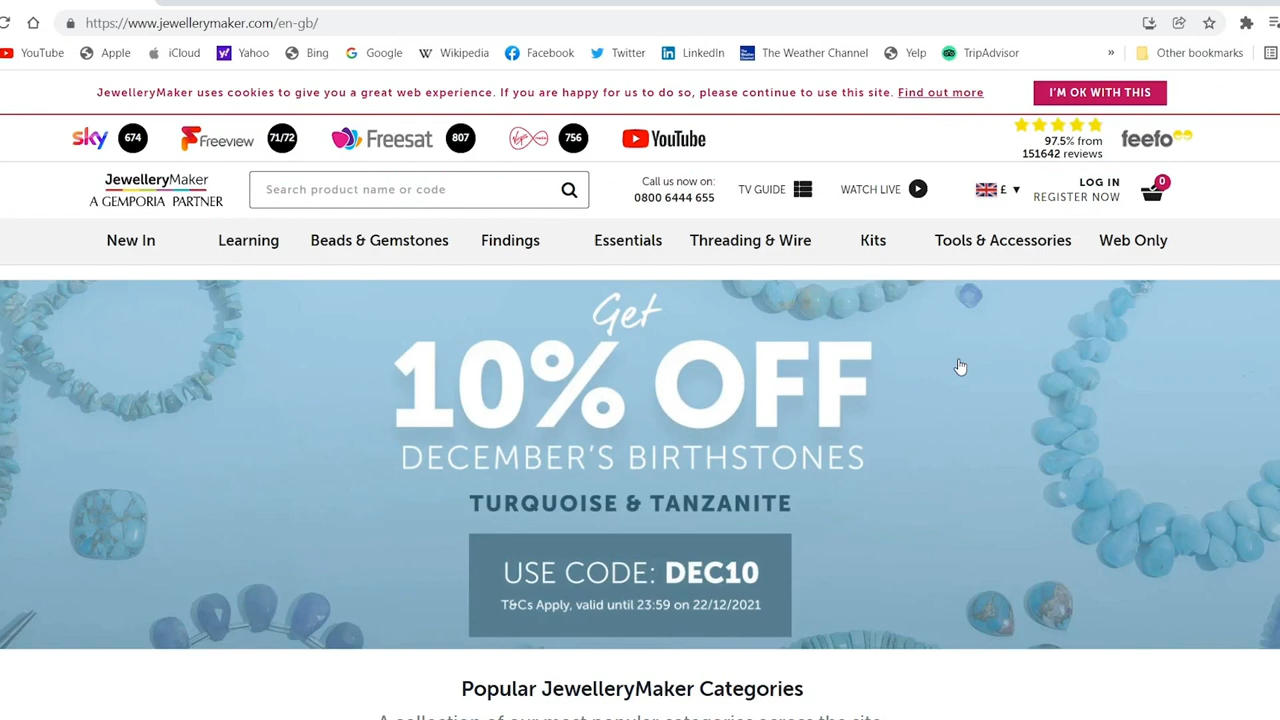 https://www.jewellerymaker.com/en-gb/
YouTube Apple iCloud Yahoo Bing Google Wikipedia Facebook Twitter LinkedIn The Weather Channel Yelp TripAdvisor » Other bookmarks
JewelleryMaker uses cookies to give you a great web experience. If you are happy for us to do so, please continue to use this site. Find out more I'M OK WITH THIS
sky 674 Freeview 71/72 Freesat 807 756 YouTube
97.5% from
151642 reviews
feefo
JewelleryMaker
A GEMPORIA PARTNER
Search product name or code
Call us now on:
0800 6444 655
TV GUIDE WATCH LIVE £ ▼
LOG IN
REGISTER NOW
0
New In Learning Beads & Gemstones Findings Essentials Threading & Wire Kits Tools & Accessories Web Only
Get
10% OFF
DECEMBER'S BIRTHSTONES
TURQUOISE & TANZANITE
USE CODE: DEC10
T&Cs Apply, valid until 23:59 on 22/12/2021
Popular JewelleryMaker Categories
A collection of our most popular categories across the site